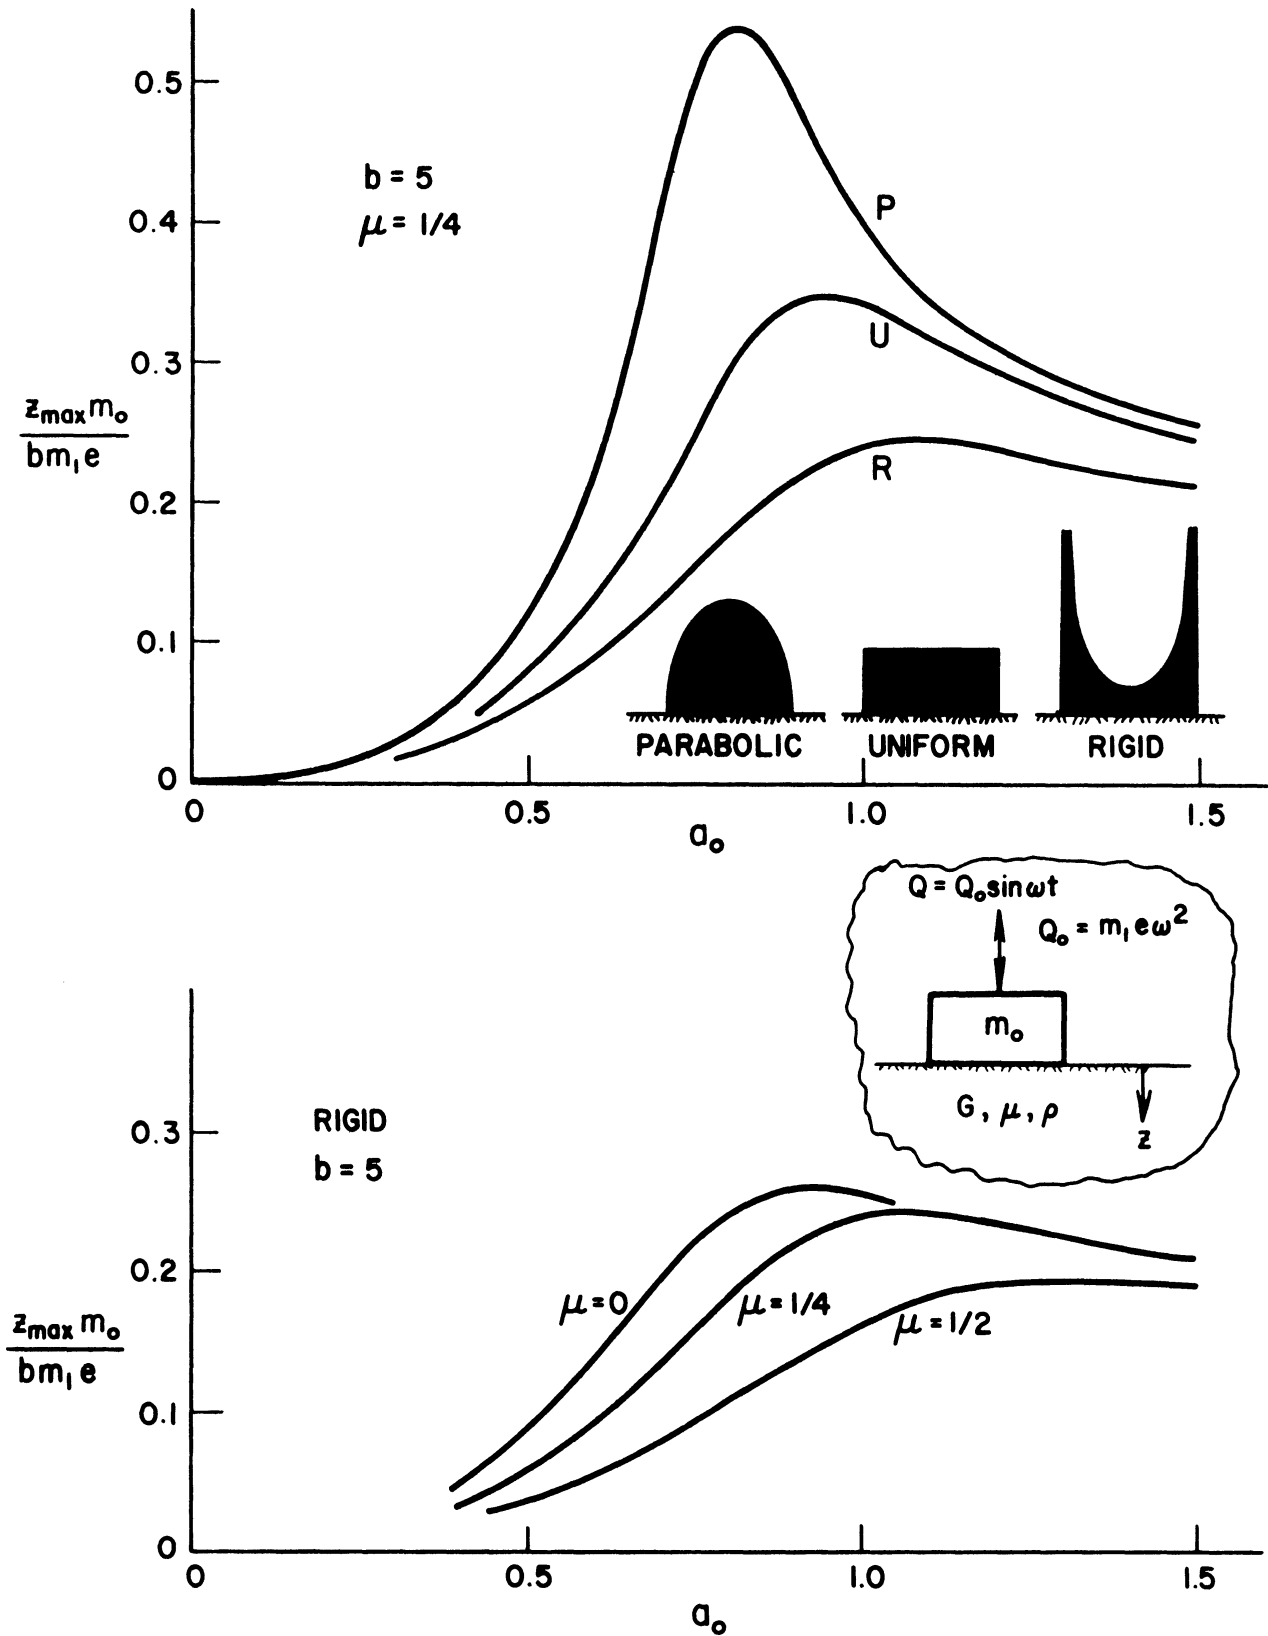 0.5
b = 5
μ = 1/4
0.4
P
U
0.3
z_max m_o
bm_1e
R
0.2
0.1
PARABOLIC UNIFORM RIGID
0
0 0.5 1.0 1.5
a_o
Q = Q_o sin ωt
Q_o = m_1 e ω^2
m_o
G, μ, ρ
z
RIGID
b = 5
0.3
0.2
μ = 0
μ = 1/4
μ = 1/2
z_max m_o
bm_1 e
0.1
0
0 0.5 1.0 1.5
a_o